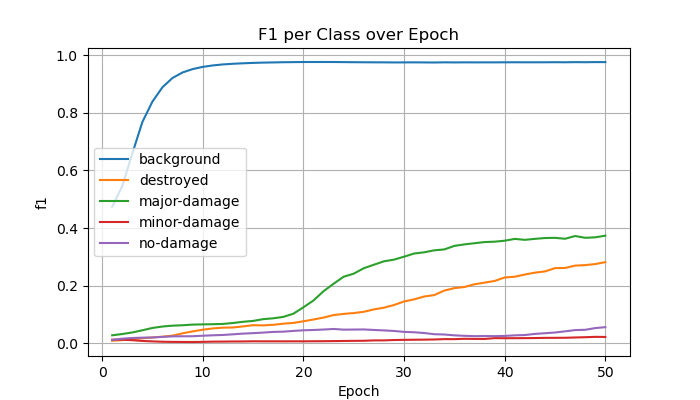 F1 per Class over Epoch
f1
1.0
0.8
0.6
0.4
0.2
0.0
background
destroyed
major-damage
minor-damage
no-damage
0 10 20 30 40 50
Epoch